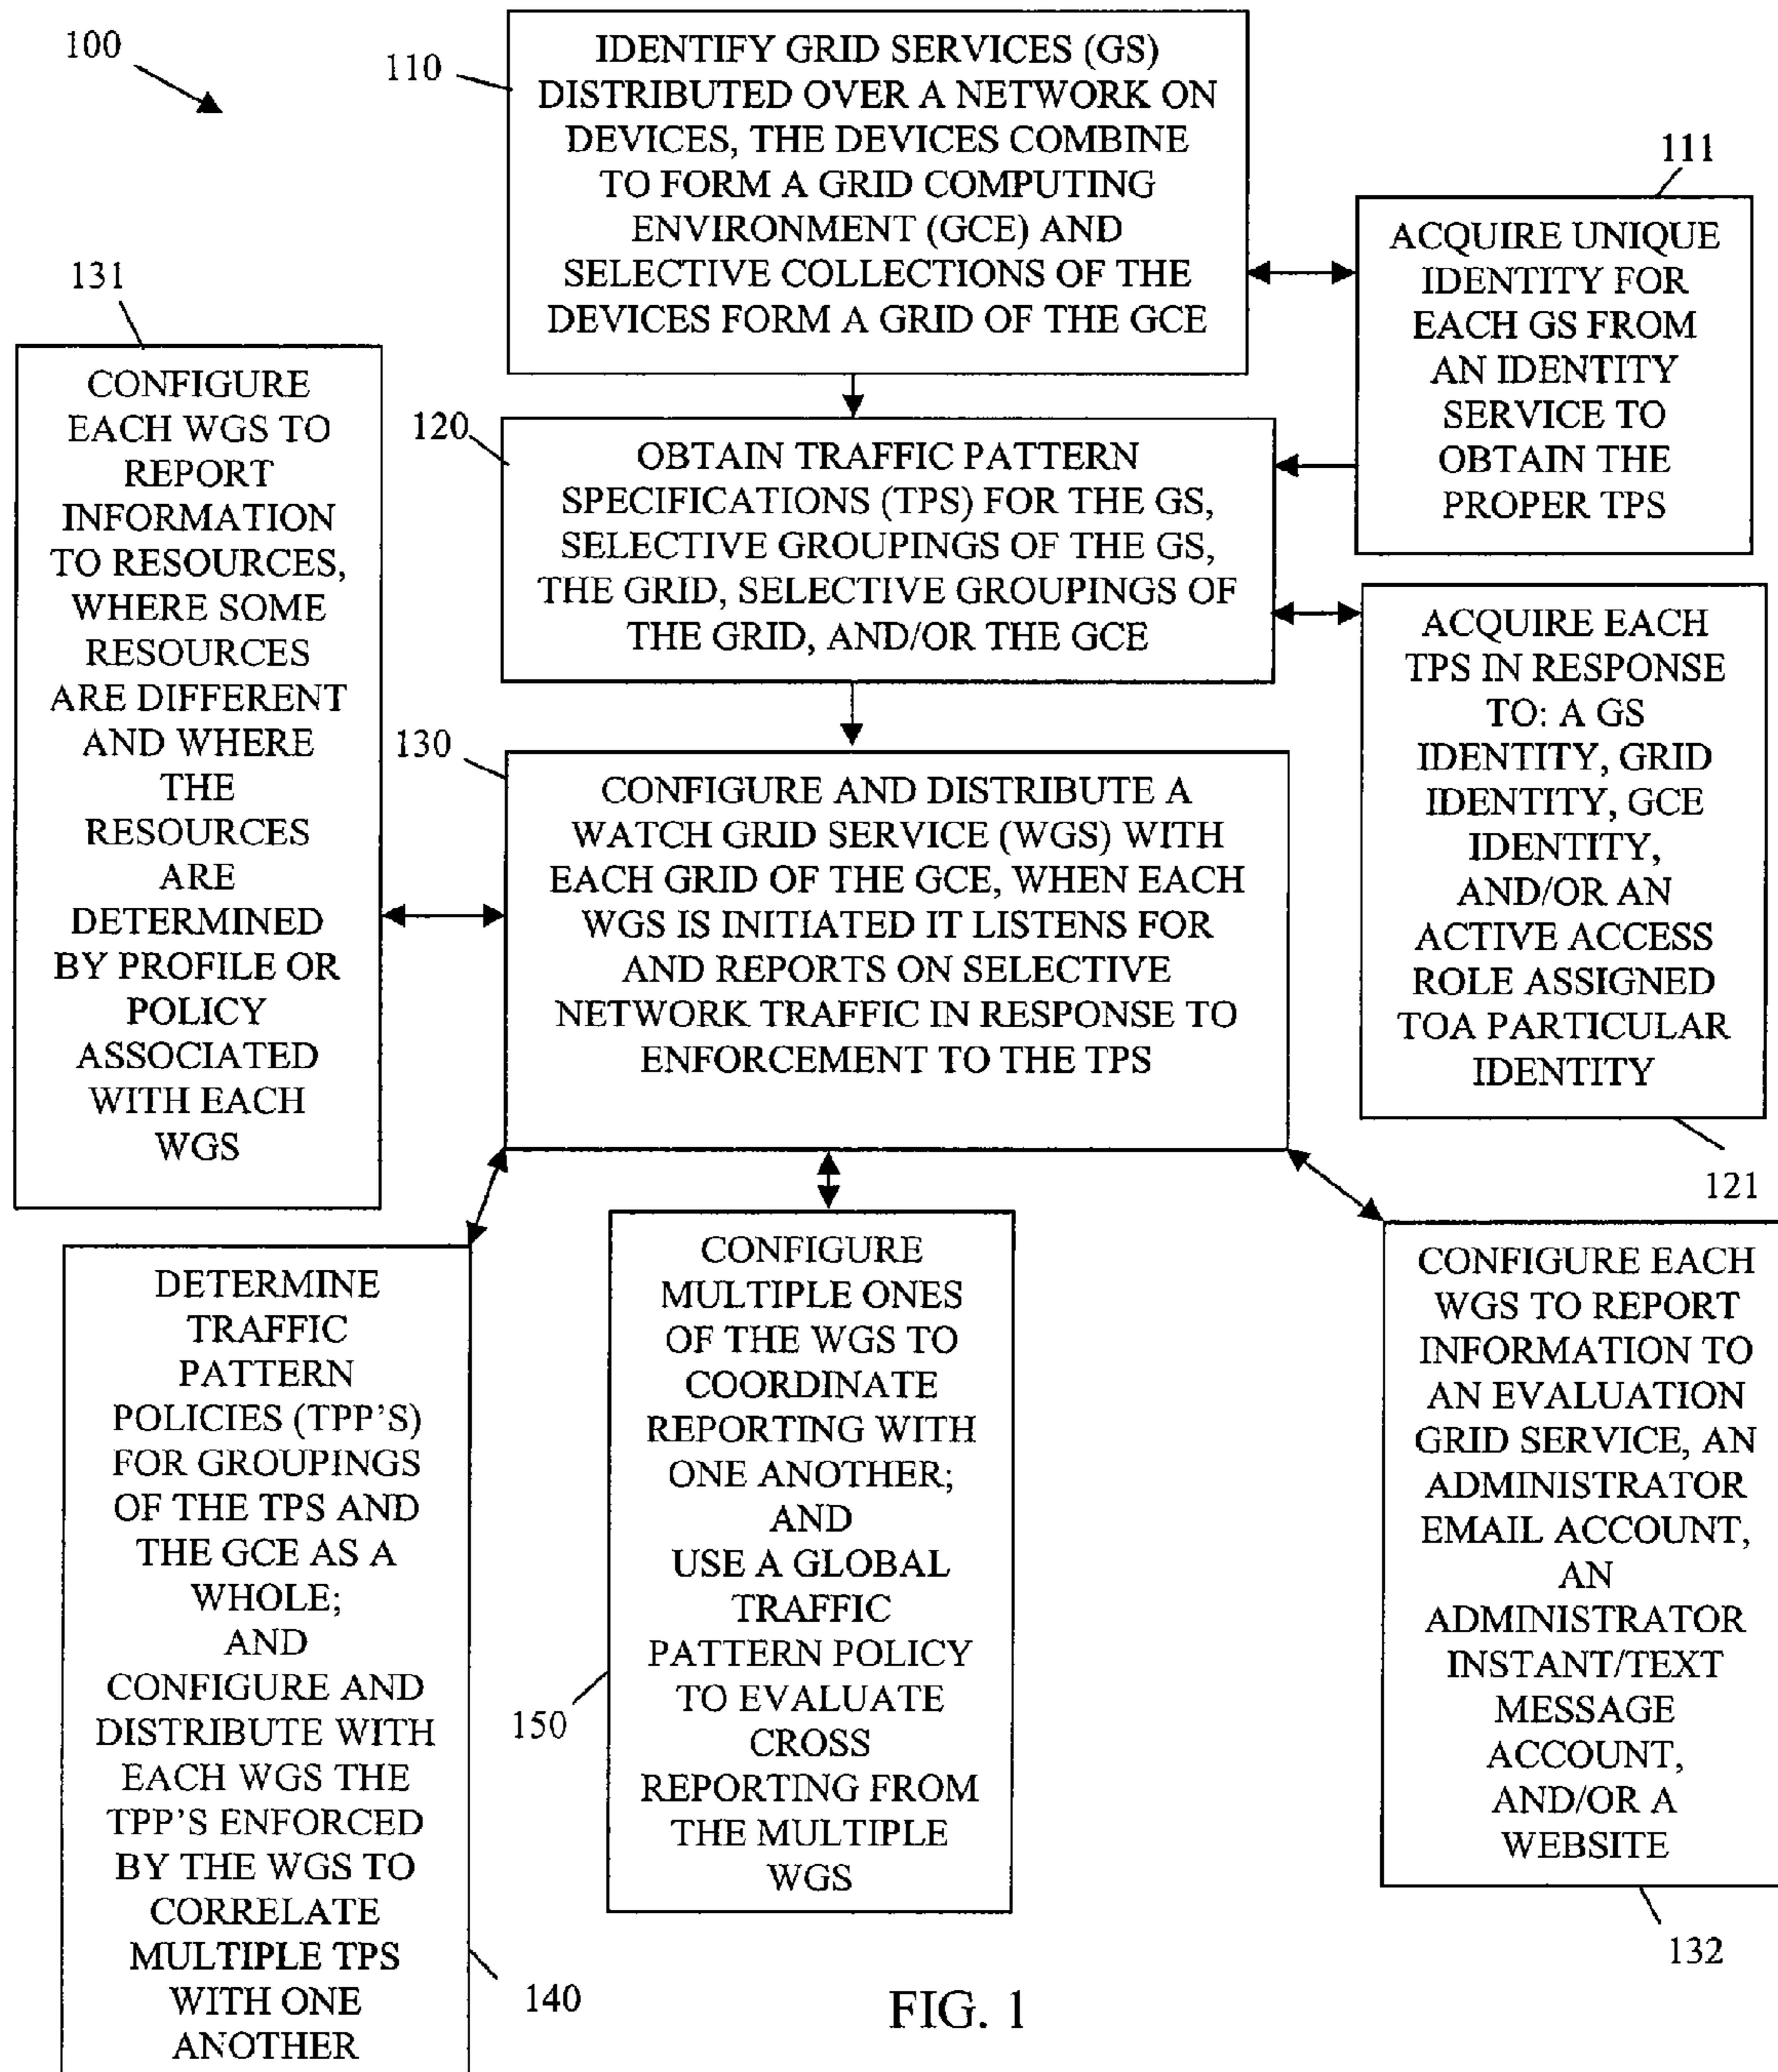 100
110
IDENTIFY GRID SERVICES (GS)
DISTRIBUTED OVER A NETWORK ON
DEVICES, THE DEVICES COMBINE
TO FORM A GRID COMPUTING
ENVIRONMENT (GCE) AND
SELECTIVE COLLECTIONS OF THE
DEVICES FORM A GRID OF THE GCE
111
ACQUIRE UNIQUE
IDENTITY FOR
EACH GS FROM
AN IDENTITY
SERVICE TO
OBTAIN THE
PROPER TPS
131
CONFIGURE
EACH WGS TO
REPORT
INFORMATION
TO RESOURCES,
WHERE SOME
RESOURCES
ARE DIFFERENT
AND WHERE
THE
RESOURCES
ARE
DETERMINED
BY PROFILE OR
POLICY
ASSOCIATED
WITH EACH
WGS
120
OBTAIN TRAFFIC PATTERN
SPECIFICATIONS (TPS) FOR THE GS,
SELECTIVE GROUPINGS OF THE GS,
THE GRID, SELECTIVE GROUPINGS OF
THE GRID, AND/OR THE GCE
ACQUIRE EACH
TPS IN RESPONSE
TO: A GS
IDENTITY, GRID
IDENTITY, GCE
IDENTITY,
AND/OR AN
ACTIVE ACCESS
ROLE ASSIGNED
TOA PARTICULAR
IDENTITY
121
130
CONFIGURE AND DISTRIBUTE A
WATCH GRID SERVICE (WGS) WITH
EACH GRID OF THE GCE, WHEN EACH
WGS IS INITIATED IT LISTENS FOR
AND REPORTS ON SELECTIVE
NETWORK TRAFFIC IN RESPONSE TO
ENFORCEMENT TO THE TPS
DETERMINE
TRAFFIC
PATTERN
POLICIES (TPP'S)
FOR GROUPINGS
OF THE TPS AND
THE GCE AS A
WHOLE;
AND
CONFIGURE AND
DISTRIBUTE WITH
EACH WGS THE
TPP'S ENFORCED
BY THE WGS TO
CORRELATE
MULTIPLE TPS
WITH ONE
ANOTHER
140
CONFIGURE
MULTIPLE ONES
OF THE WGS TO
COORDINATE
REPORTING WITH
ONE ANOTHER;
AND
USE A GLOBAL
TRAFFIC
PATTERN POLICY
TO EVALUATE
CROSS
REPORTING FROM
THE MULTIPLE
WGS
150
CONFIGURE EACH
WGS TO REPORT
INFORMATION TO
AN EVALUATION
GRID SERVICE, AN
ADMINISTRATOR
EMAIL ACCOUNT,
AN
ADMINISTRATOR
INSTANT/TEXT
MESSAGE
ACCOUNT,
AND/OR A
WEBSITE
132
FIG. 1